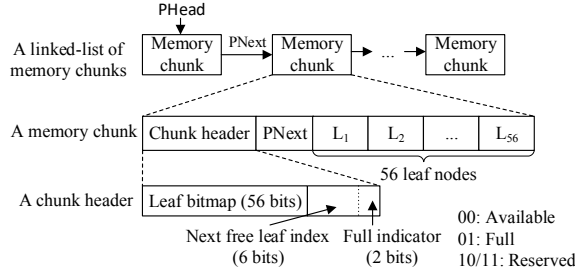 PHead
A linked-list of
memory chunks
Memory
chunk
PNext
Memory
chunk
...
Memory
chunk
A memory chunk
Chunk header
PNext
L1
L2
...
L56
56 leaf nodes
A chunk header
Leaf bitmap (56 bits)
Next free leaf index
(6 bits)
Full indicator
(2 bits)
00: Available
01: Full
10/11: Reserved